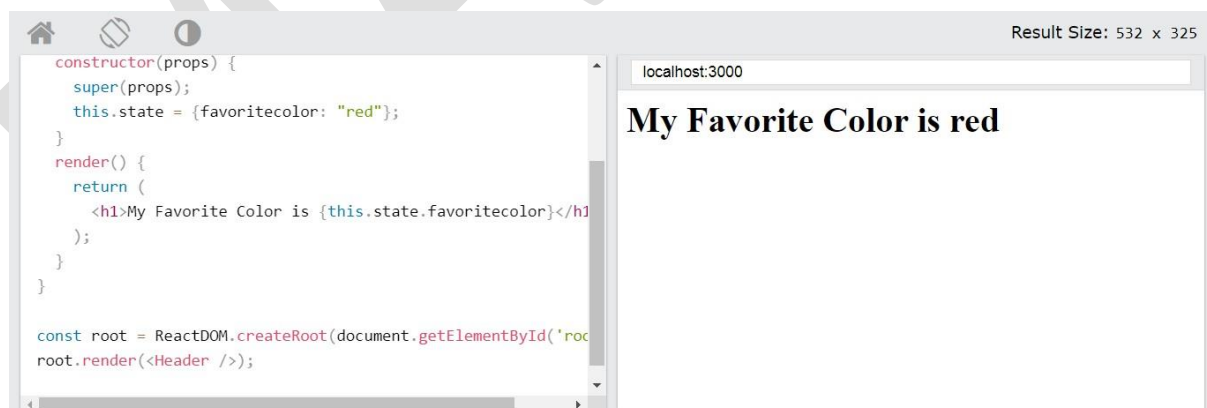 Result Size: 532 x 325
constructor(props) {
super(props);
this.state = {favoritecolor: "red"};
}
render() {
return (
<h1>My Favorite Color is {this.state.favoritecolor}</h1
);
}
}
const root = ReactDOM.createRoot(document.getElementById('roo
root.render(<Header />);
localhost:3000
My Favorite Color is red